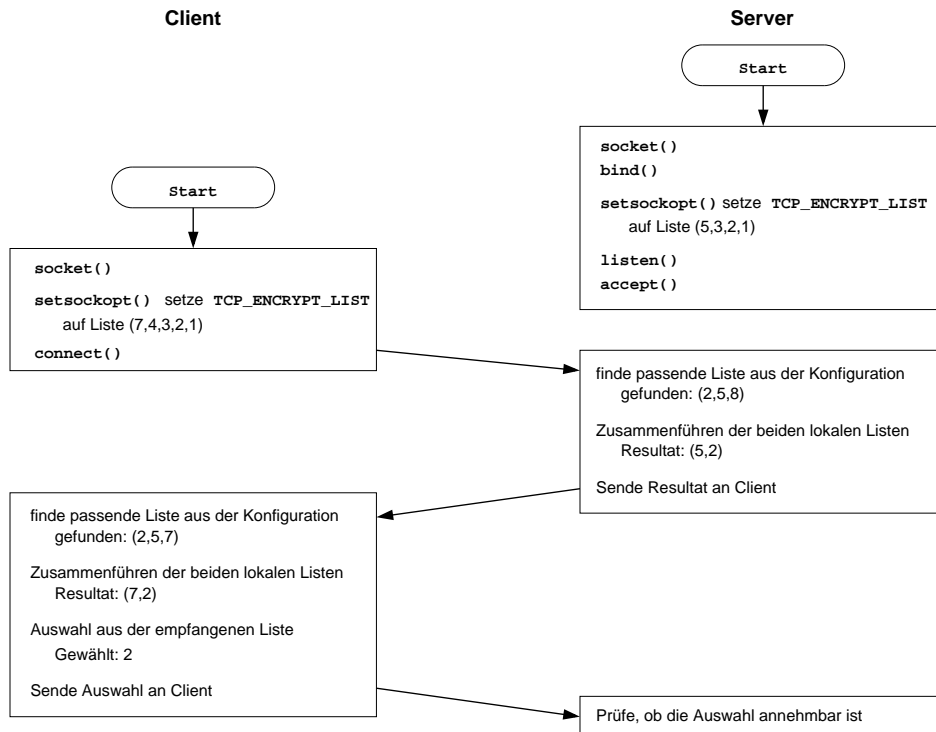 Client
Server
Start
socket()
bind()
setsockopt() setze TCP_ENCRYPT_LIST
auf Liste (5,3,2,1)
listen()
accept()
Start
socket()
setsockopt() setze TCP_ENCRYPT_LIST
auf Liste (7,4,3,2,1)
connect()
finde passende Liste aus der Konfiguration
gefunden: (2,5,8)
Zusammenführen der beiden lokalen Listen
Resultat: (5,2)
Sende Resultat an Client
finde passende Liste aus der Konfiguration
gefunden: (2,5,7)
Zusammenführen der beiden lokalen Listen
Resultat: (7,2)
Auswahl aus der empfangenen Liste
Gewählt: 2
Sende Auswahl an Client
Prüfe, ob die Auswahl annehmbar ist